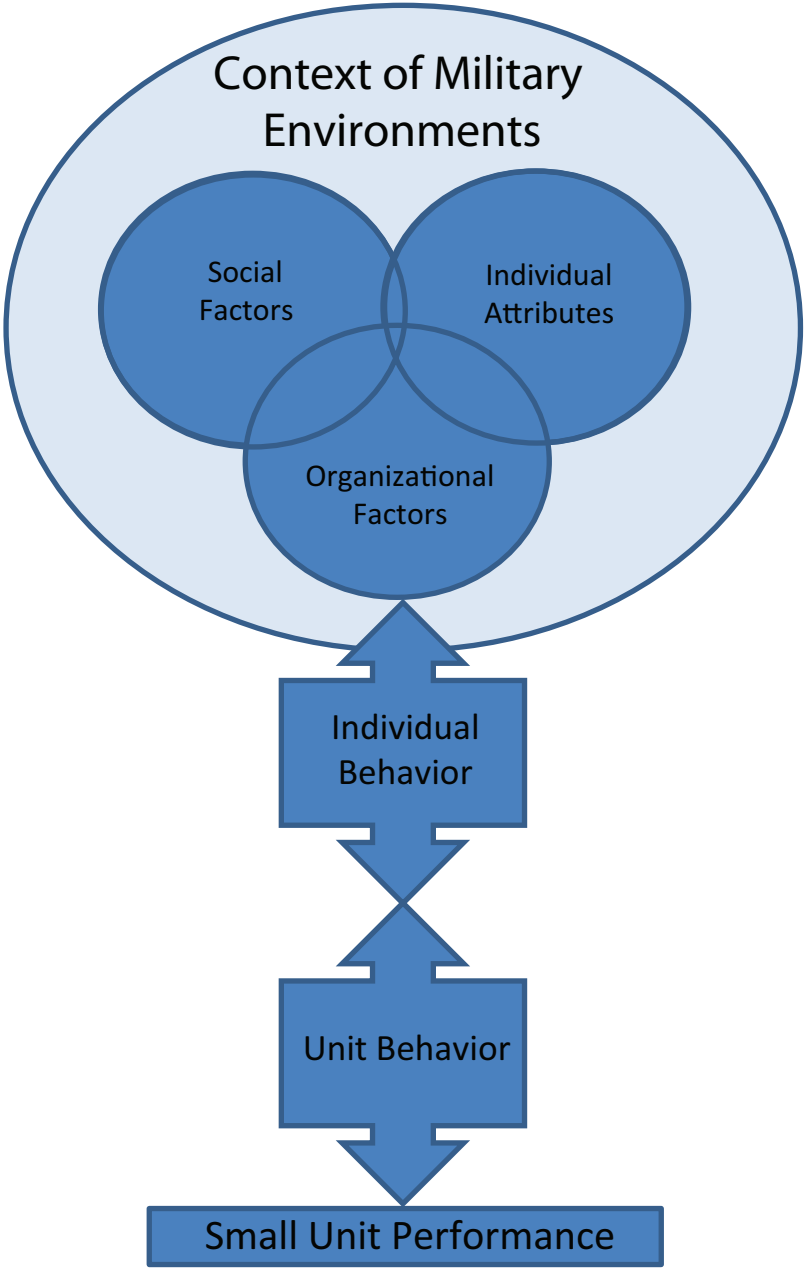 Context of Military
Environments
Social
Factors
Individual
Attributes
Organizational
Factors
Individual
Behavior
Unit Behavior
Small Unit Performance